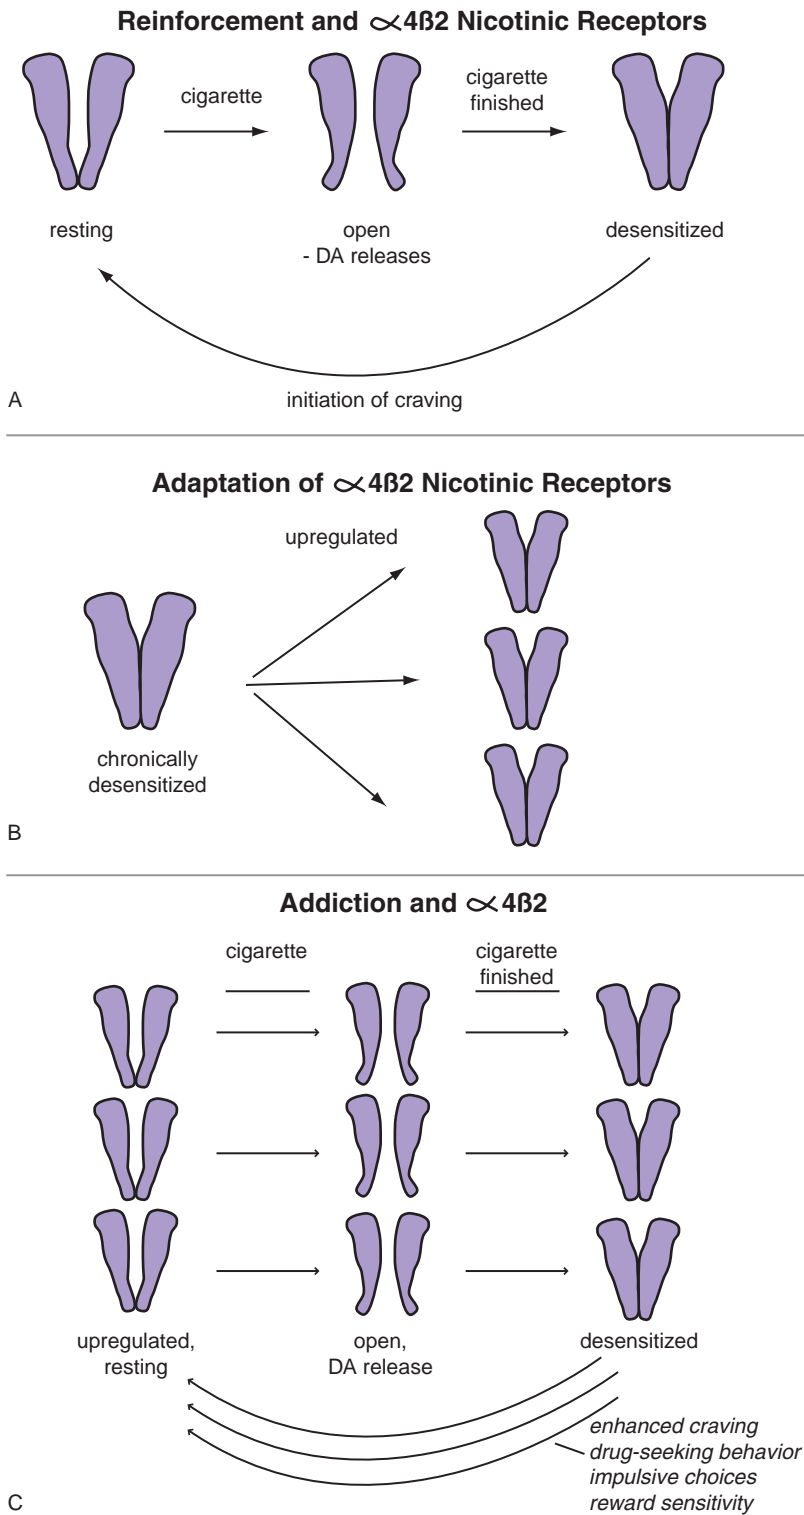 Reinforcement and ∝4ß2 Nicotinic Receptors
cigarette
cigarette
finished
resting
open
- DA releases
desensitized
initiation of craving
A
Adaptation of ∝4ß2 Nicotinic Receptors
upregulated
chronically
desensitized
B
Addiction and ∝4ß2
cigarette
cigarette
finished
upregulated,
resting
open,
DA release
desensitized
enhanced craving
drug-seeking behavior
impulsive choices
reward sensitivity
C